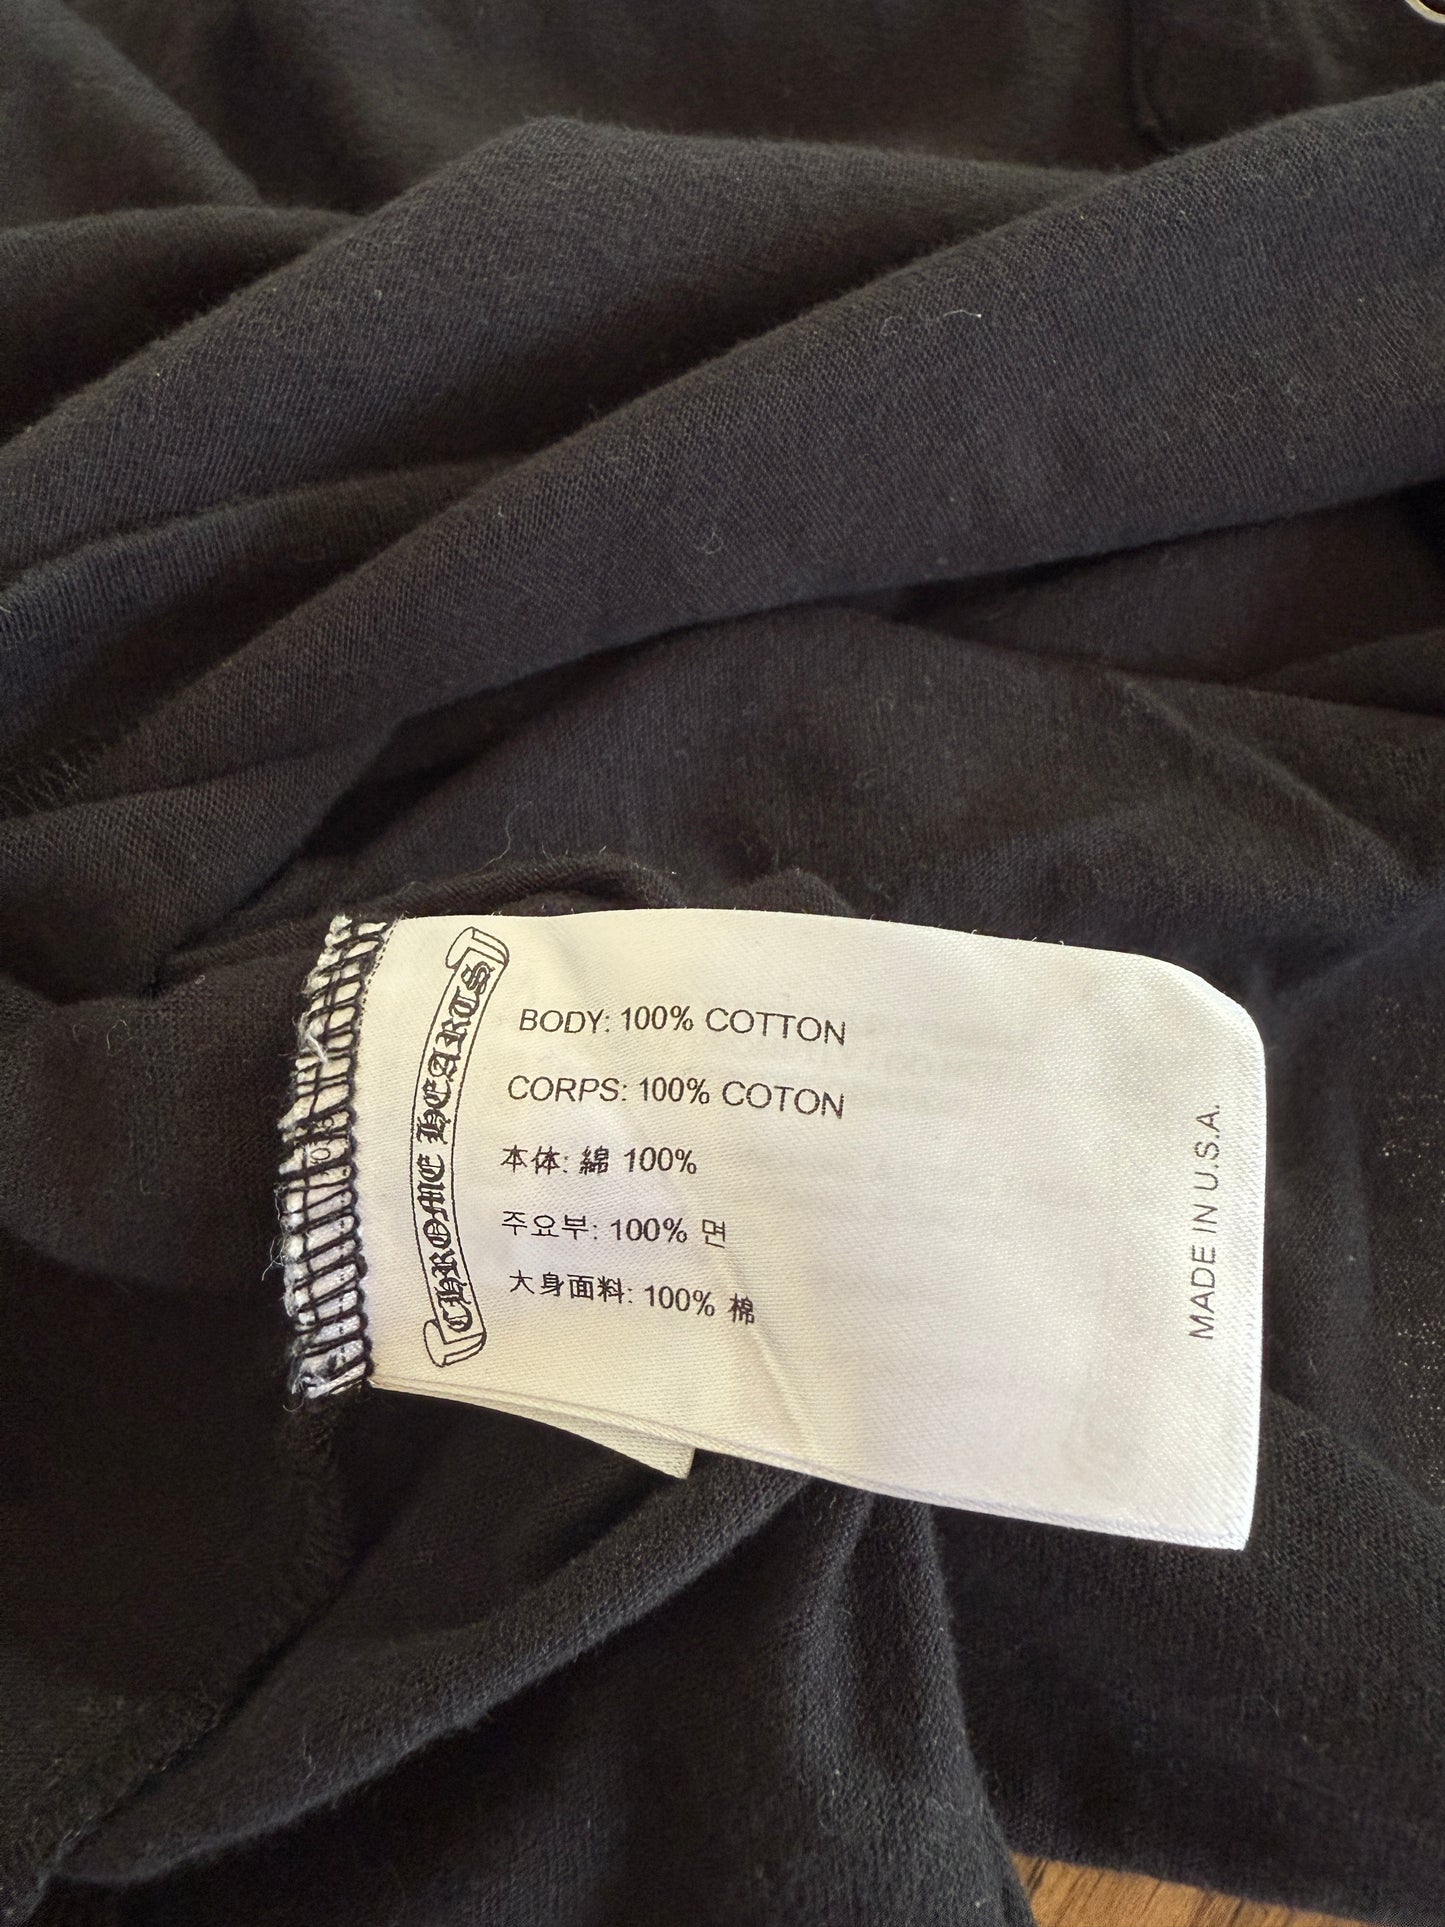 CHROME HEARTS
BODY: 100% COTTON
CORPS: 100% COTON
本体: 綿 100%
주요부: 100% 면
大身面料: 100% 棉
MADE IN U.S.A.